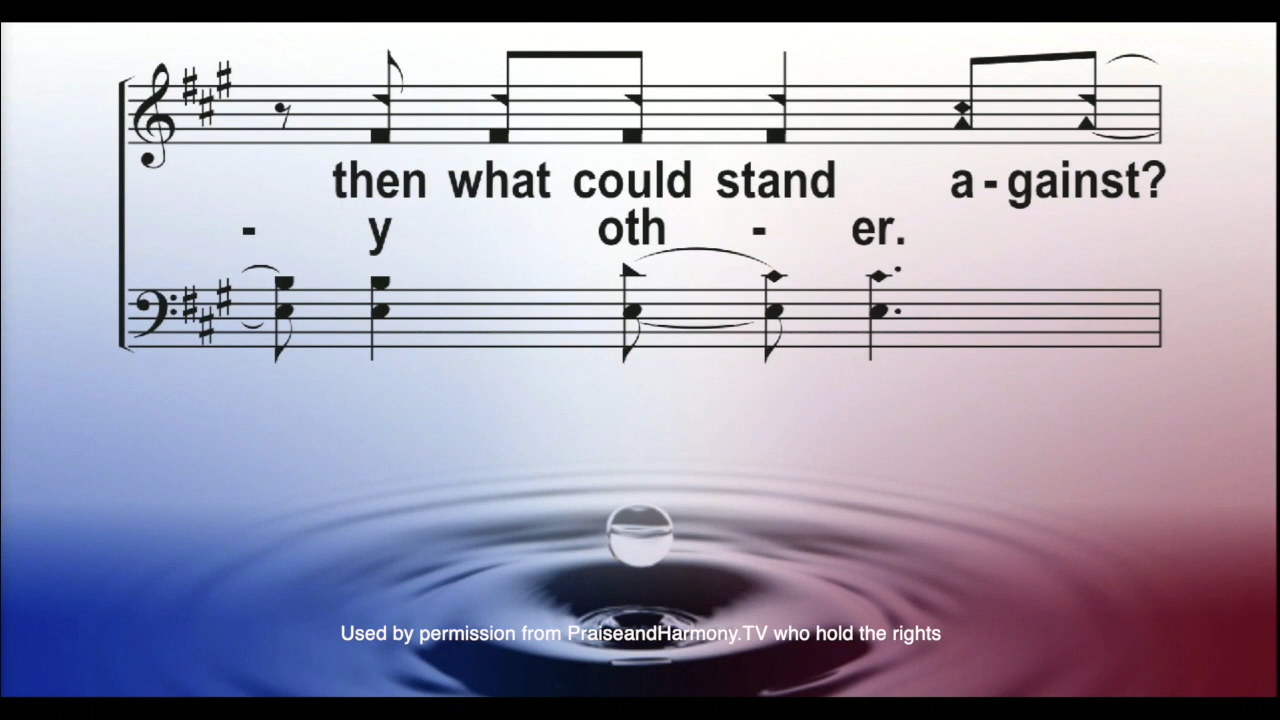 then what could stand a - gainst?
- y oth - er.
Used by permission from PraiseandHarmony.TV who hold the rights